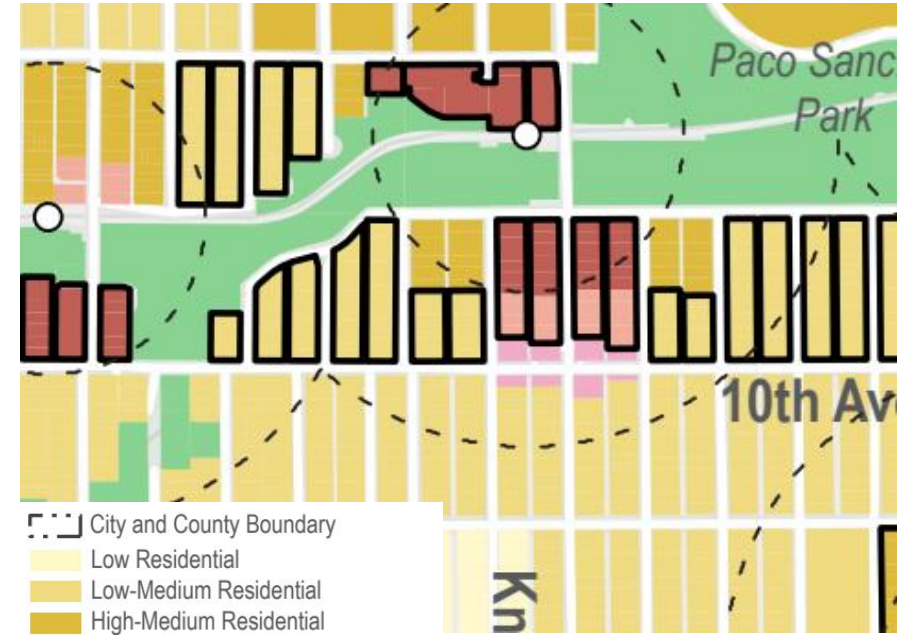 Paco Sanc
Park
10th Av
City and County Boundary
Low Residential
Low-Medium Residential
High-Medium Residential
Kn